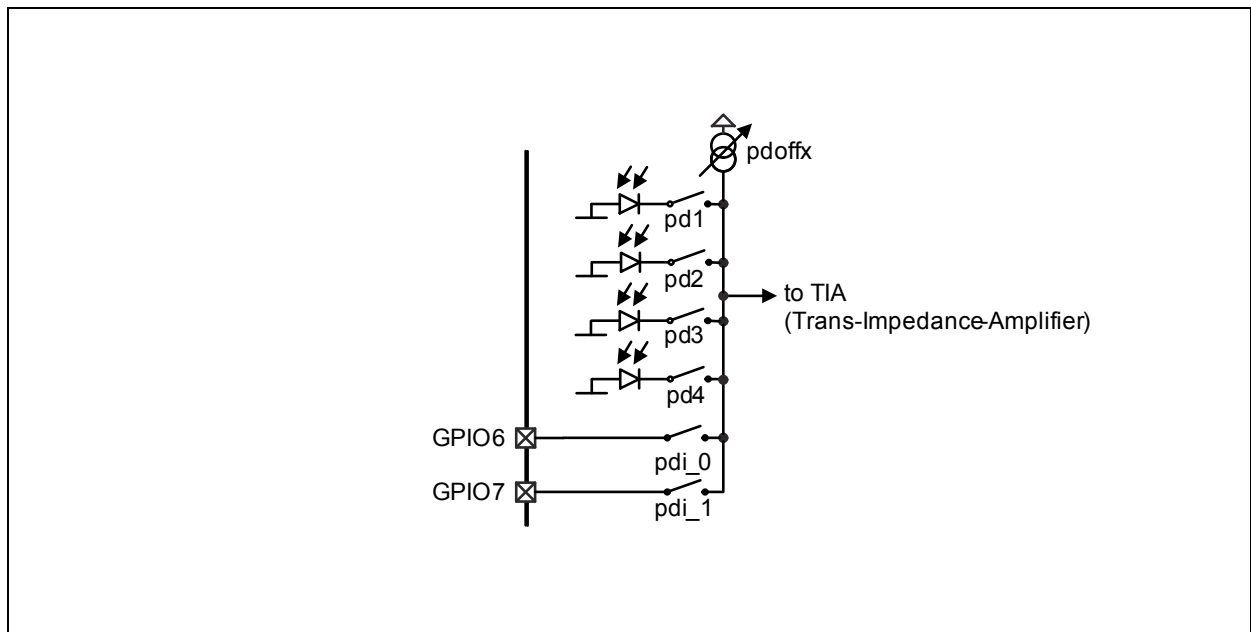 pdoffx
pd1
pd2
to TIA
(Trans-Impedance-Amplifier)
pd3
pd4
GPIO6
pdi_0
GPIO7
pdi_1